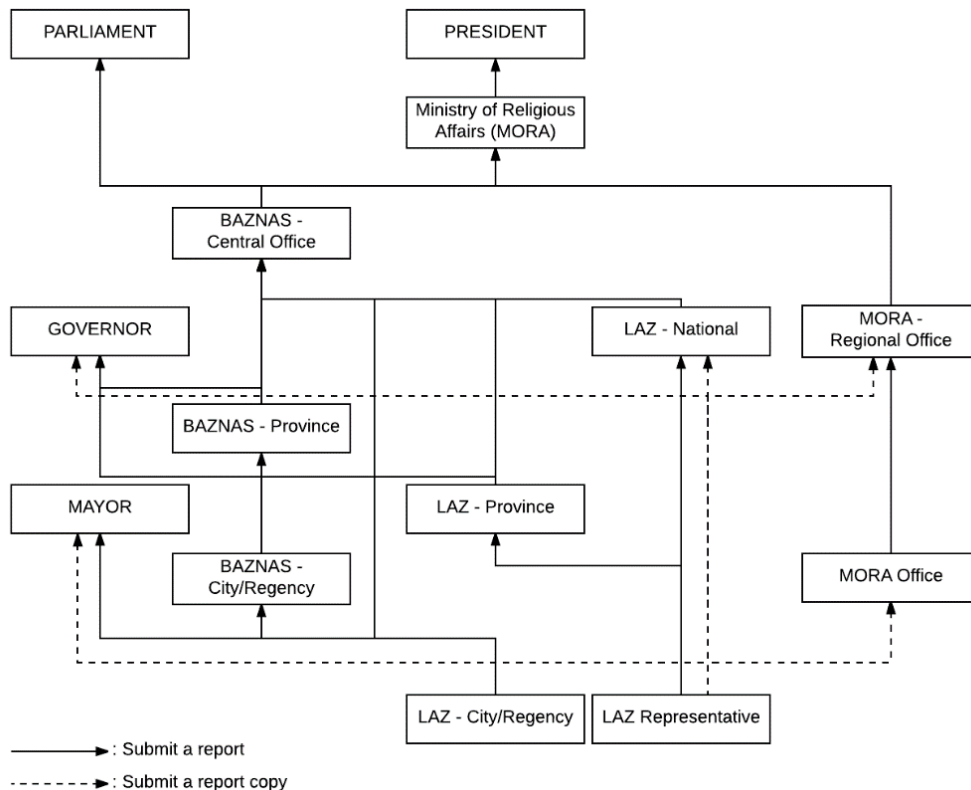 PARLIAMENT
PRESIDENT
Ministry of Religious
Affairs (MORA)
BAZNAS -
Central Office
GOVERNOR
LAZ - National
MORA -
Regional Office
BAZNAS - Province
MAYOR
LAZ - Province
BAZNAS -
City/Regency
MORA Office
LAZ - City/Regency
LAZ Representative
: Submit a report
: Submit a report copy